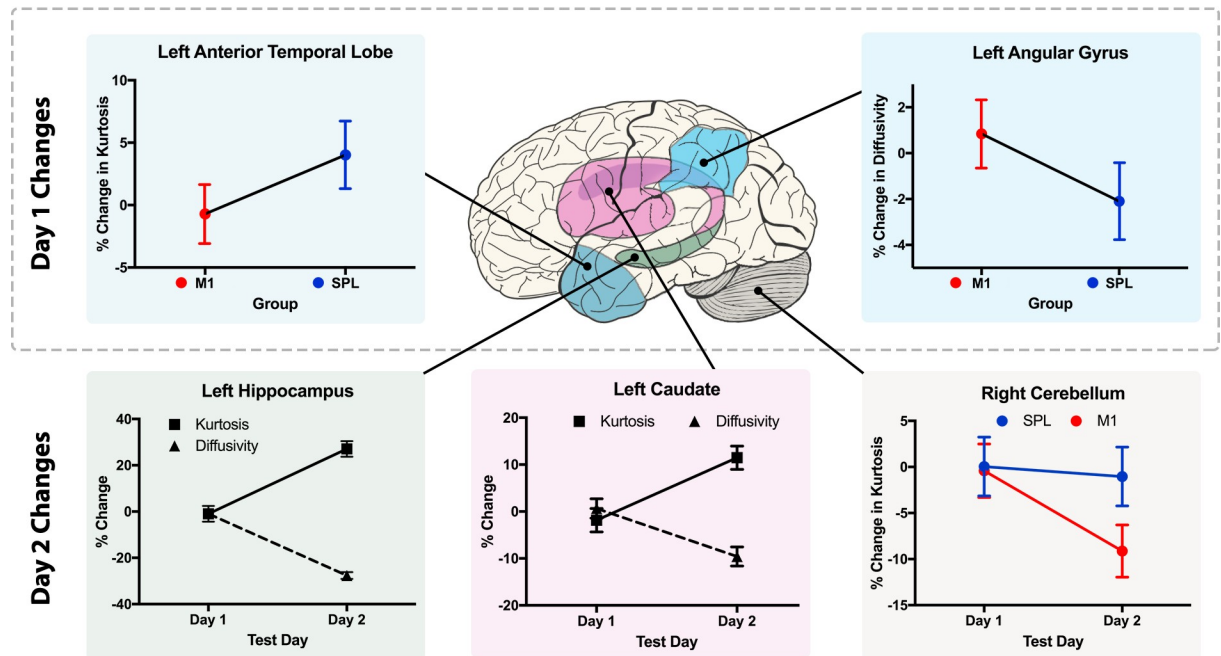 Day 1 Changes
Left Anterior Temporal Lobe
% Change in Kurtosis
10
5
0
-5
M1
SPL
Group
Left Angular Gyrus
% Change in Diffusivity
2
0
-2
-4
M1
SPL
Group
Day 2 Changes
Left Hippocampus
Kurtosis
Diffusivity
% Change
40
20
0
-20
-40
Day 1
Day 2
Test Day
Left Caudate
Kurtosis
Diffusivity
% Change
20
10
0
-10
-20
Day 1
Day 2
Test Day
Right Cerebellum
SPL
M1
% Change in Kurtosis
5
0
-5
-10
-15
Day 1
Day 2
Test Day